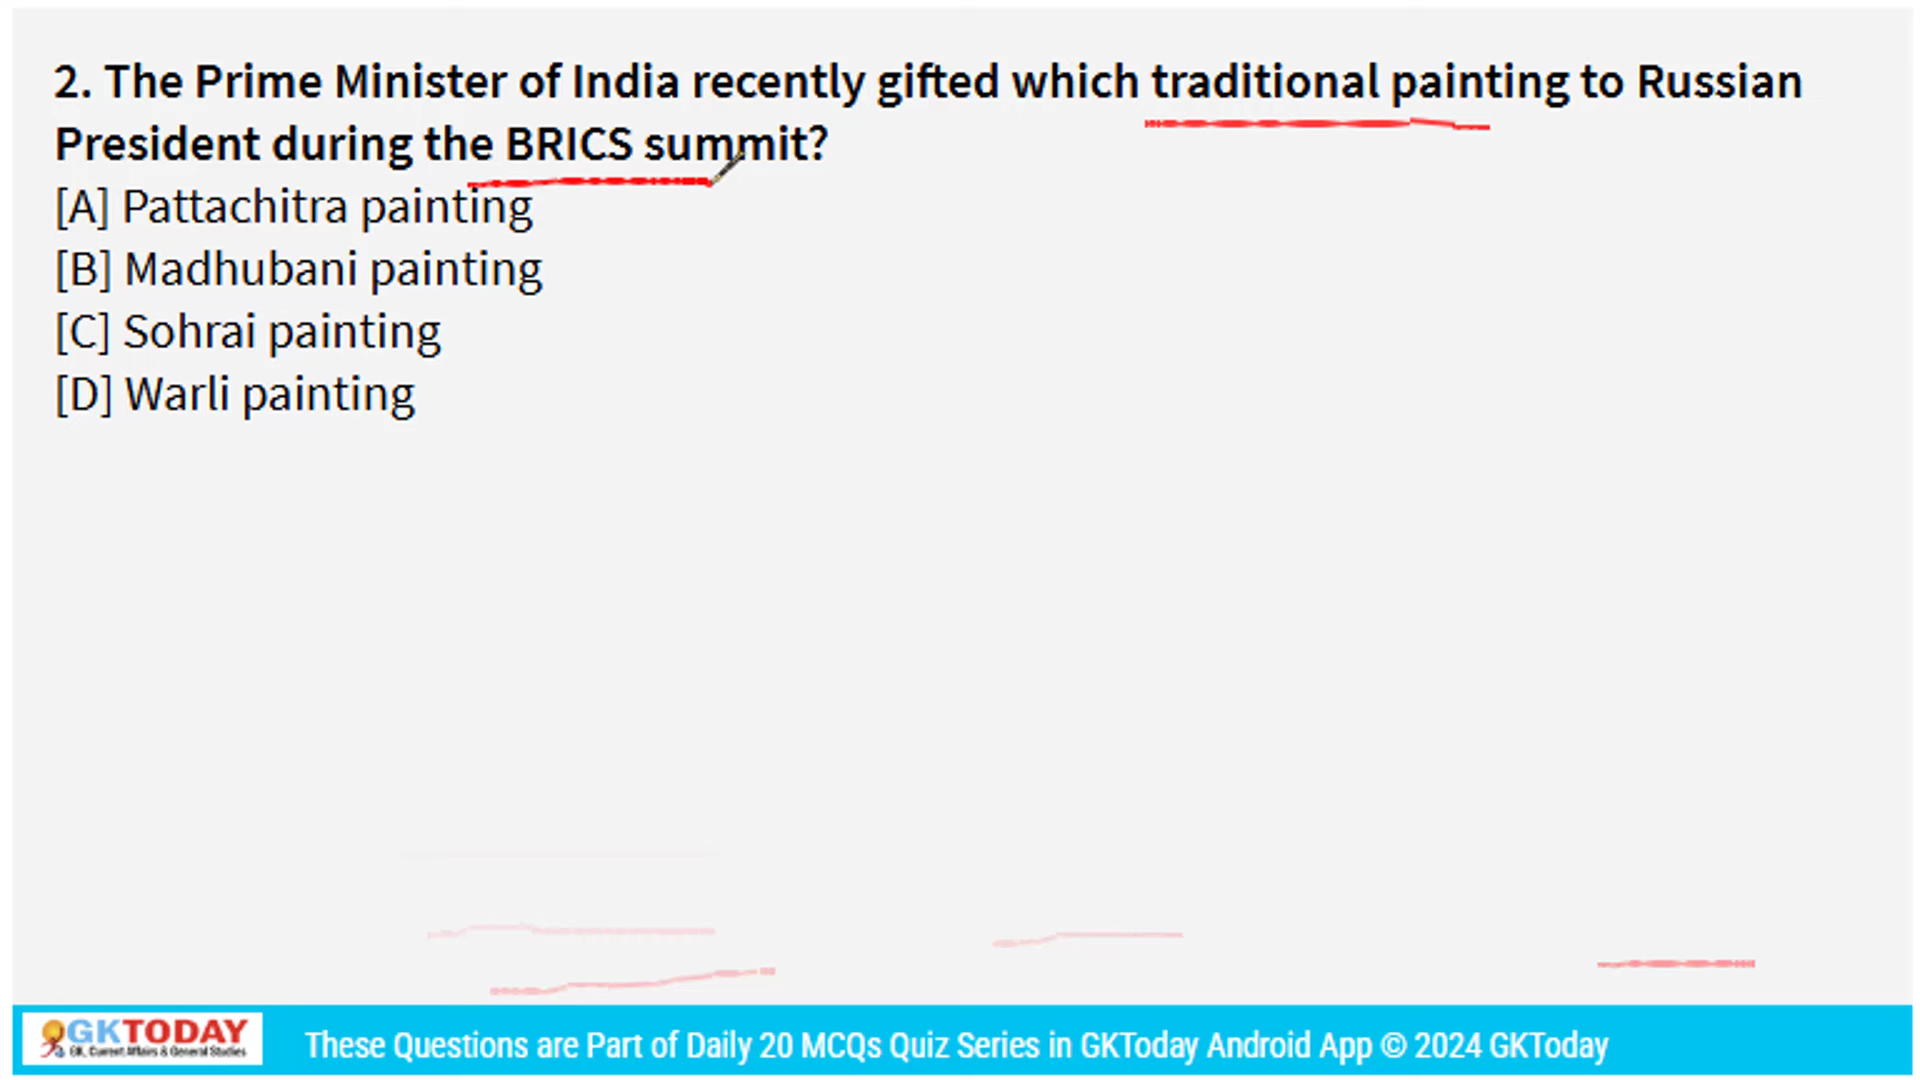 2. The Prime Minister of India recently gifted which traditional painting to Russian
President during the BRICS summit?
[A] Pattachitra painting
[B] Madhubani painting
[C] Sohrai painting
[D] Warli painting
GKTODAY
GK, Current Affairs & General Studies
These Questions are Part of Daily 20 MCQs Quiz Series in GKToday Android App © 2024 GKToday